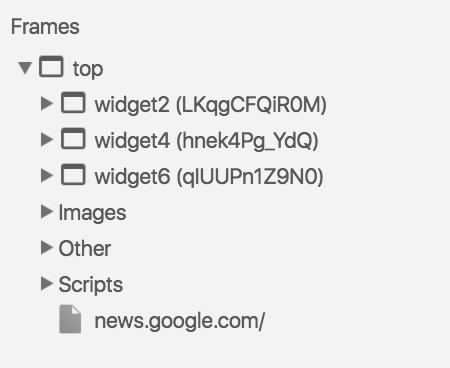 Frames
top
widget2 (LKqgCFQiR0M)
widget4 (hnek4Pg_YdQ)
widget6 (qlUUPn1Z9N0)
Images
Other
Scripts
news.google.com/